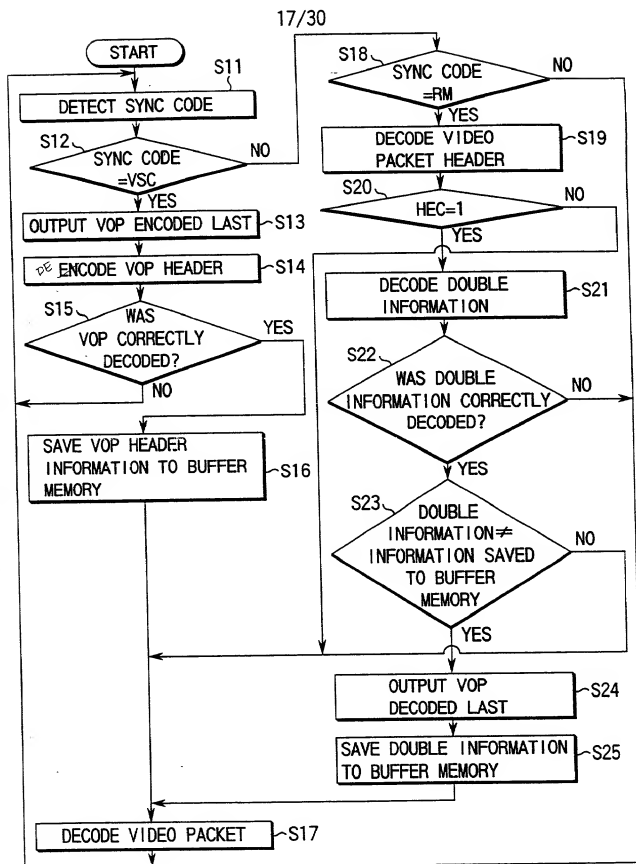 17/30
START
S11
DETECT SYNC CODE
S12
SYNC CODE
=VSC
NO
YES
OUTPUT VOP ENCODED LAST
S13
DE ENCODE VOP HEADER
S14
S15
WAS
VOP CORRECTLY
DECODED?
YES
NO
SAVE VOP HEADER
INFORMATION TO BUFFER
MEMORY
S16
S18
SYNC CODE
=RM
NO
YES
DECODE VIDEO
PACKET HEADER
S19
S20
HEC=1
NO
YES
DECODE DOUBLE
INFORMATION
S21
S22
WAS DOUBLE
INFORMATION CORRECTLY
DECODED?
NO
YES
S23
DOUBLE
INFORMATION≠
INFORMATION SAVED
TO BUFFER
MEMORY
NO
YES
OUTPUT VOP
DECODED LAST
S24
SAVE DOUBLE INFORMATION
TO BUFFER MEMORY
S25
DECODE VIDEO PACKET
S17